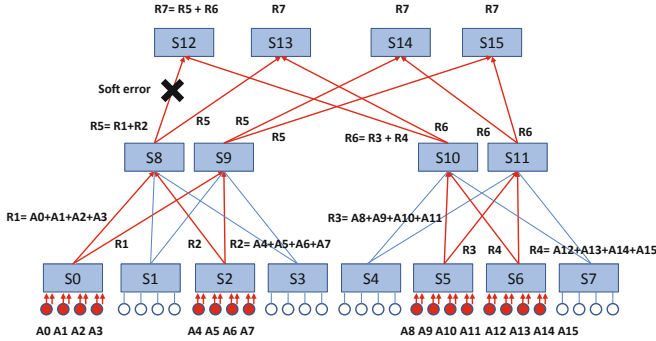 R7= R5 + R6 R7 R7 R7
S12 S13 S14 S15
Soft error
R5= R1+R2 R5 R5 R5 R6= R3 + R4 R6 R6 R6
S8 S9 S10 S11
R1= A0+A1+A2+A3 R1 R2 R2= A4+A5+A6+A7 R3= A8+A9+A10+A11 R3 R4 R4= A12+A13+A14+A15
S0 S1 S2 S3 S4 S5 S6 S7
A0 A1 A2 A3 A4 A5 A6 A7 A8 A9 A10 A11 A12 A13 A14 A15